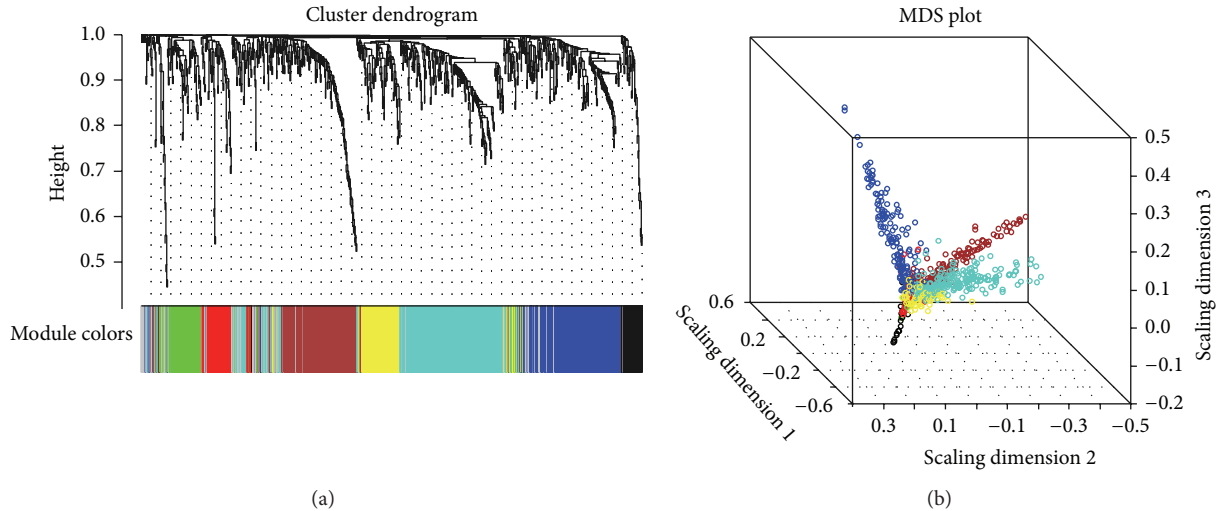 Cluster dendrogram
1.0
0.9
0.8
0.7
0.6
0.5
Height
Module colors
(a)
MDS plot
0.5
0.4
0.3
0.2
0.1
0.0
−0.1
−0.2
Scaling dimension 3
0.6
0.2
−0.2
−0.6
Scaling dimension 1
0.3
0.1
−0.1
−0.3
−0.5
Scaling dimension 2
(b)